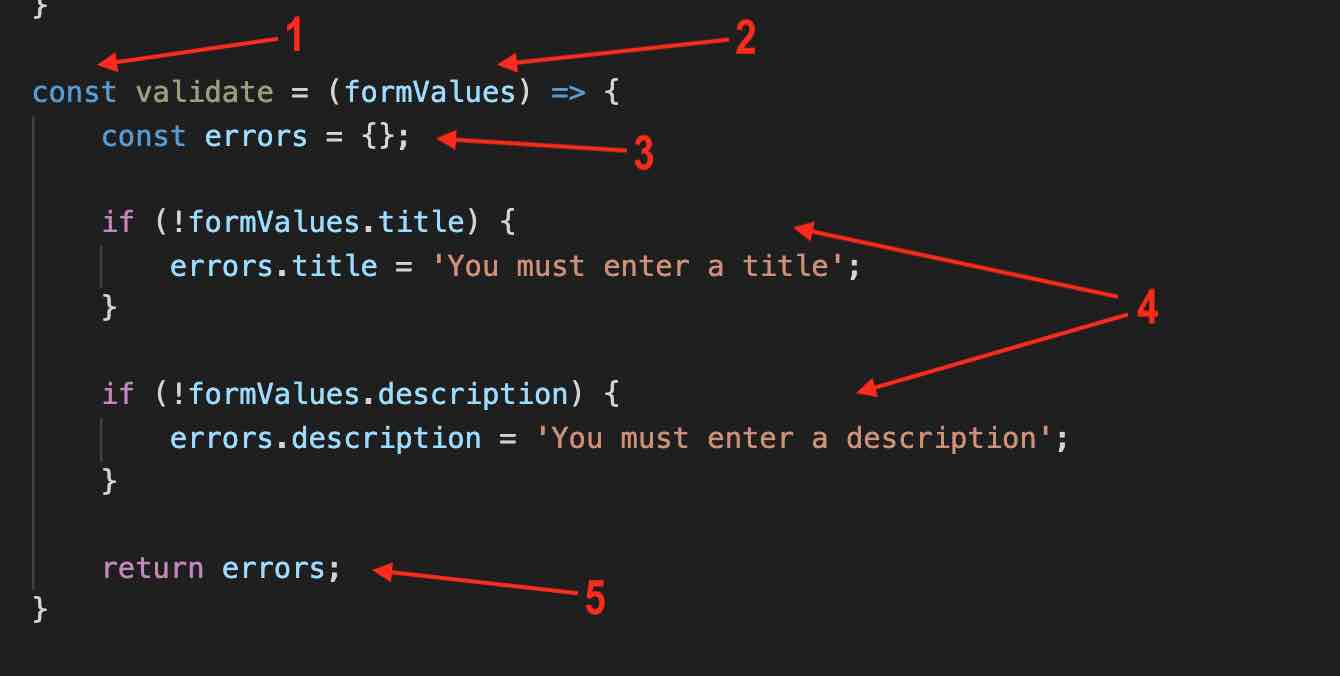 }
1
2
const validate = (formValues) => {
const errors = {};
3
if (!formValues.title) {
errors.title = 'You must enter a title';
}
4
if (!formValues.description) {
errors.description = 'You must enter a description';
}
return errors;
5
}